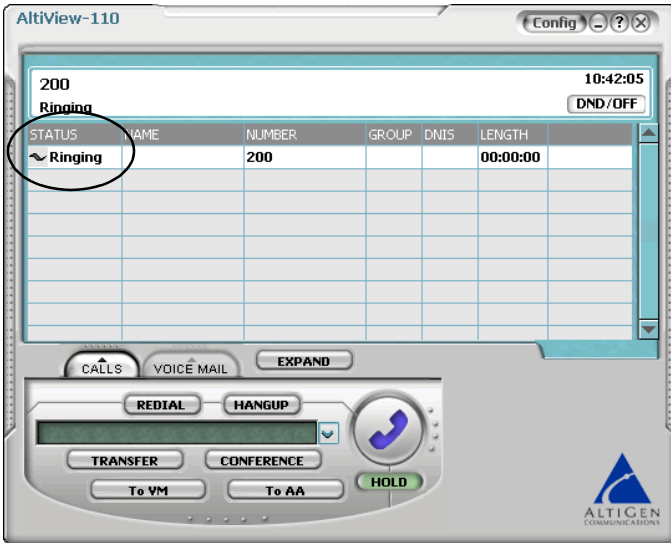 AltiView-110
Config
200
10:42:05
Ringing
DND/OFF
STATUS NAME NUMBER GROUP DNIS LENGTH
Ringing 200 00:00:00
CALLS VOICE MAIL EXPAND
REDIAL HANGUP
TRANSFER CONFERENCE
HOLD
To VM To AA
ALTIGEN
COMMUNICATIONS